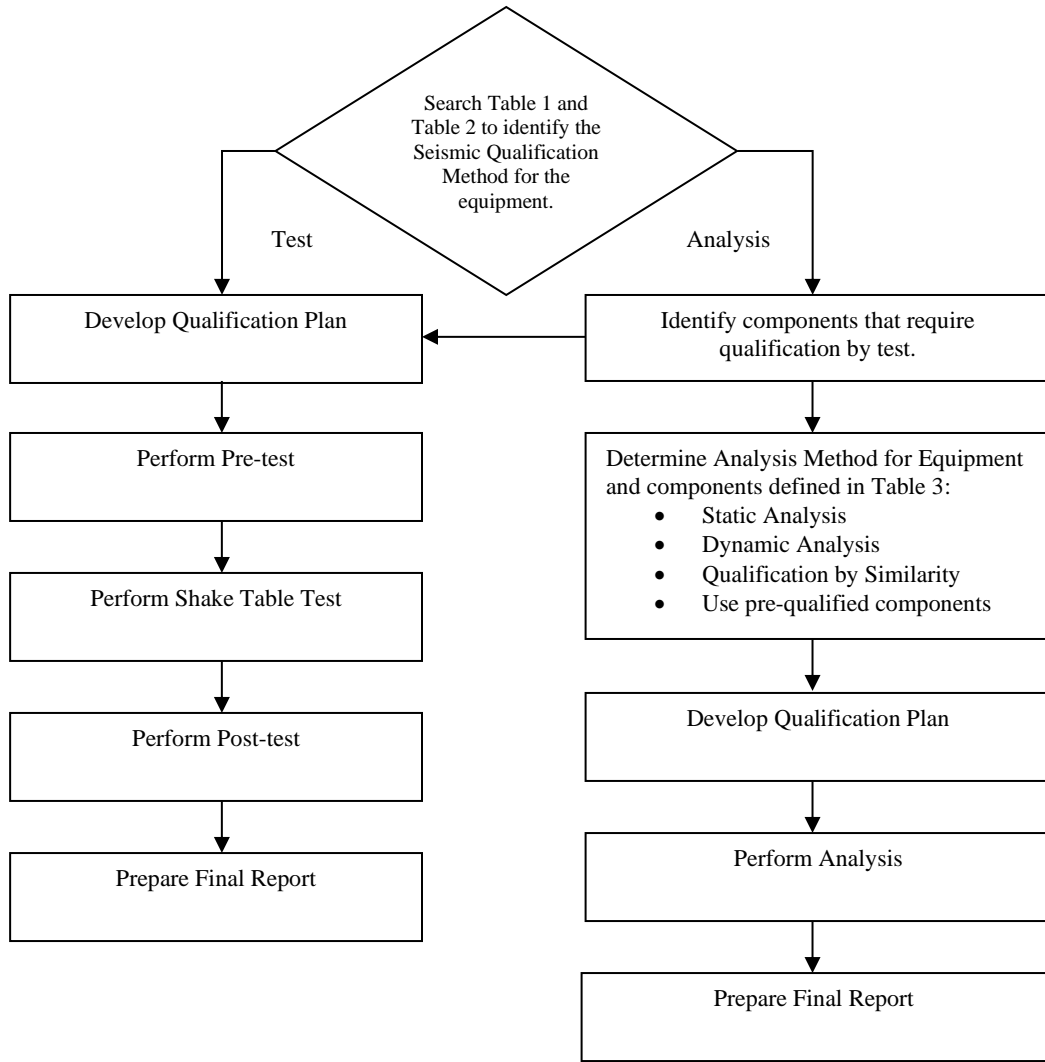 Search Table 1 and
Table 2 to identify the
Seismic Qualification
Method for the
equipment.
Test
Analysis
Develop Qualification Plan
Identify components that require
qualification by test.
Perform Pre-test
Determine Analysis Method for Equipment
and components defined in Table 3:
• Static Analysis
• Dynamic Analysis
• Qualification by Similarity
• Use pre-qualified components
Perform Shake Table Test
Develop Qualification Plan
Perform Post-test
Perform Analysis
Prepare Final Report
Prepare Final Report